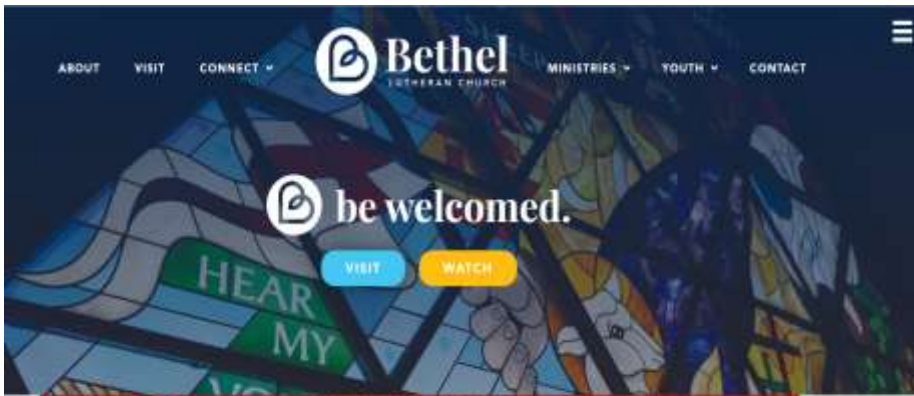 ABOUT VISIT CONNECT
Bethel
LUTHERAN CHURCH
MINISTRIES YOUTH CONTACT
be welcomed.
VISIT WATCH
HEAR
MY